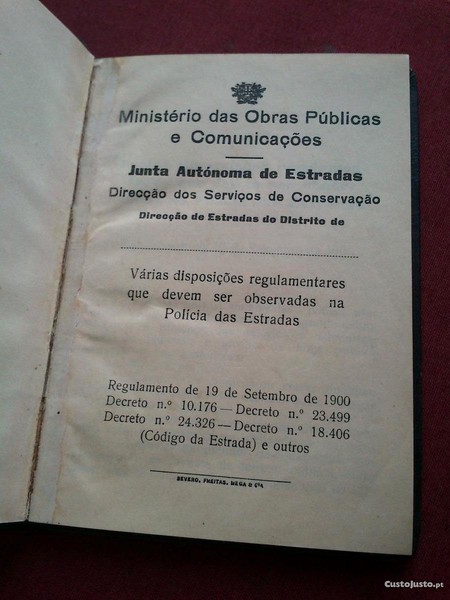 Ministério das Obras Públicas
e Comunicações
Junta Autónoma de Estradas
Direcção dos Serviços de Conservação
Direcção de Estradas do Distrito de
Várias disposições regulamentares
que devem ser observadas na
Polícia das Estradas
Regulamento de 19 de Setembro de 1900
Decreto n.º 10.176 — Decreto n.º 23.499
Decreto n.º 24.326 — Decreto n.º 18.406
(Código da Estrada) e outros
SEVERO, FREITAS, MEGA & C.ª
CustoJusto.pt